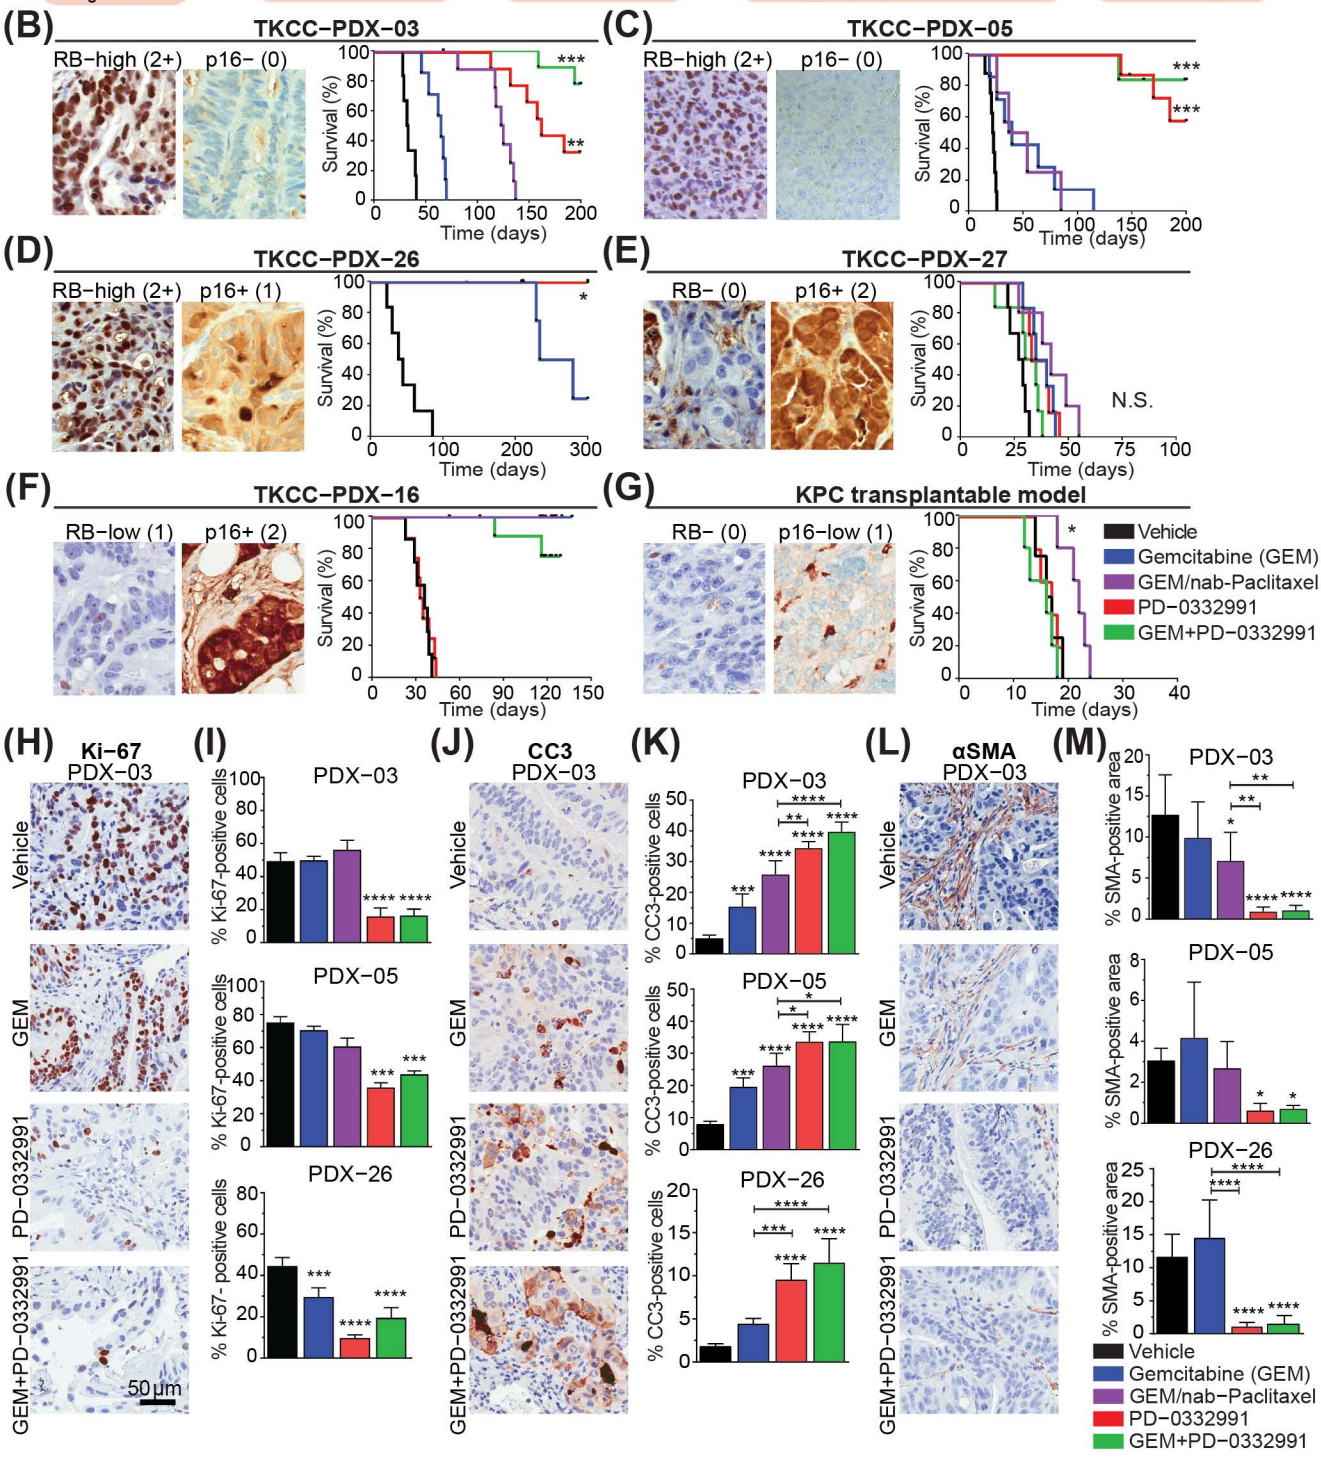 (B)
TKCC−PDX−03
RB−high (2+)
p16− (0)
Survival (%)
100
80
60
40
20
0
***
**
0 50 100 150 200
Time (days)
(C)
TKCC−PDX−05
RB−high (2+)
p16− (0)
Survival (%)
100
80
60
40
20
0
***
***
0 50 100 150 200
Time (days)
(D)
TKCC−PDX−26
RB−high (2+)
p16+ (1)
Survival (%)
100
80
60
40
20
0
*
0 100 200 300
Time (days)
(E)
TKCC−PDX−27
RB− (0)
p16+ (2)
Survival (%)
100
80
60
40
20
0
N.S.
0 25 50 75 100
Time (days)
(F)
TKCC−PDX−16
RB−low (1)
p16+ (2)
Survival (%)
100
80
60
40
20
0
0 30 60 90 120 150
Time (days)
(G)
KPC transplantable model
RB− (0)
p16−low (1)
Survival (%)
100
80
60
40
20
0
*
0 10 20 30 40
Time (days)
Vehicle
Gemcitabine (GEM)
GEM/nab-Paclitaxel
PD−0332991
GEM+PD−0332991
(H)
Ki−67
PDX−03
Vehicle
GEM
PD−0332991
GEM+PD−0332991
50µm
(I)
PDX−03
% Ki-67-positive cells
100
80
60
40
20
0
**** ****
PDX−05
% Ki-67-positive cells
100
80
60
40
20
0
*** ***
PDX−26
% Ki-67- positive cells
80
60
40
20
0
*** **** ****
(J)
CC3
PDX−03
Vehicle
GEM
PD−0332991
GEM+PD−0332991
(K)
PDX−03
% CC3-positive cells
50
40
30
20
10
0
****
**
*** **** **** ****
PDX−05
% CC3-positive cells
50
40
30
20
10
0
*
*
*** **** **** ****
PDX−26
% CC3-positive cells
20
15
10
5
0
****
***
**** ****
(L)
αSMA
PDX−03
Vehicle
GEM
PD−0332991
GEM+PD−0332991
(M)
PDX−03
% SMA-positive area
20
15
10
5
0
**
**
* **** ****
PDX−05
% SMA-positive area
8
6
4
2
0
* *
PDX−26
% SMA-positive area
25
20
15
10
5
0
****
****
**** ****
Vehicle
Gemcitabine (GEM)
GEM/nab−Paclitaxel
PD−0332991
GEM+PD−0332991